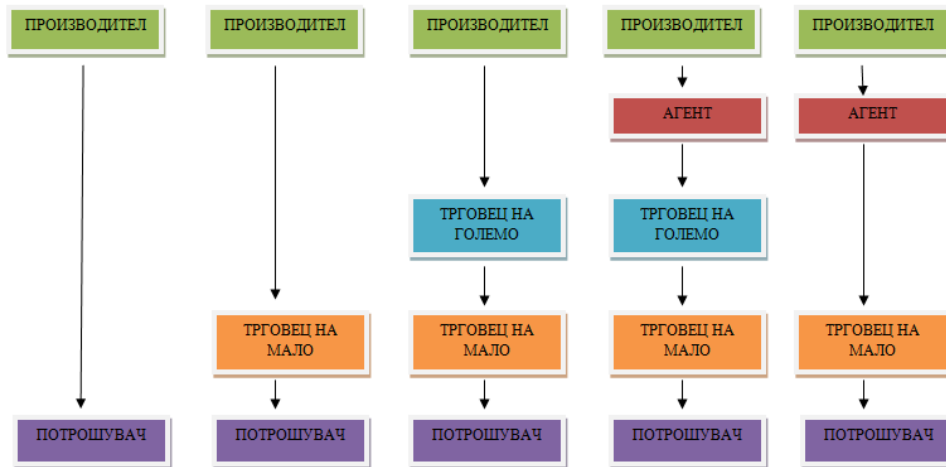 ПРОИЗВОДИТЕЛ
ПРОИЗВОДИТЕЛ
ПРОИЗВОДИТЕЛ
ПРОИЗВОДИТЕЛ
ПРОИЗВОДИТЕЛ
АГЕНТ
АГЕНТ
ТРГОВЕЦ НА
ГОЛЕМО
ТРГОВЕЦ НА
ГОЛЕМО
ТРГОВЕЦ НА
МАЛО
ТРГОВЕЦ НА
МАЛО
ТРГОВЕЦ НА
МАЛО
ТРГОВЕЦ НА
МАЛО
ПОТРОШУВАЧ
ПОТРОШУВАЧ
ПОТРОШУВАЧ
ПОТРОШУВАЧ
ПОТРОШУВАЧ